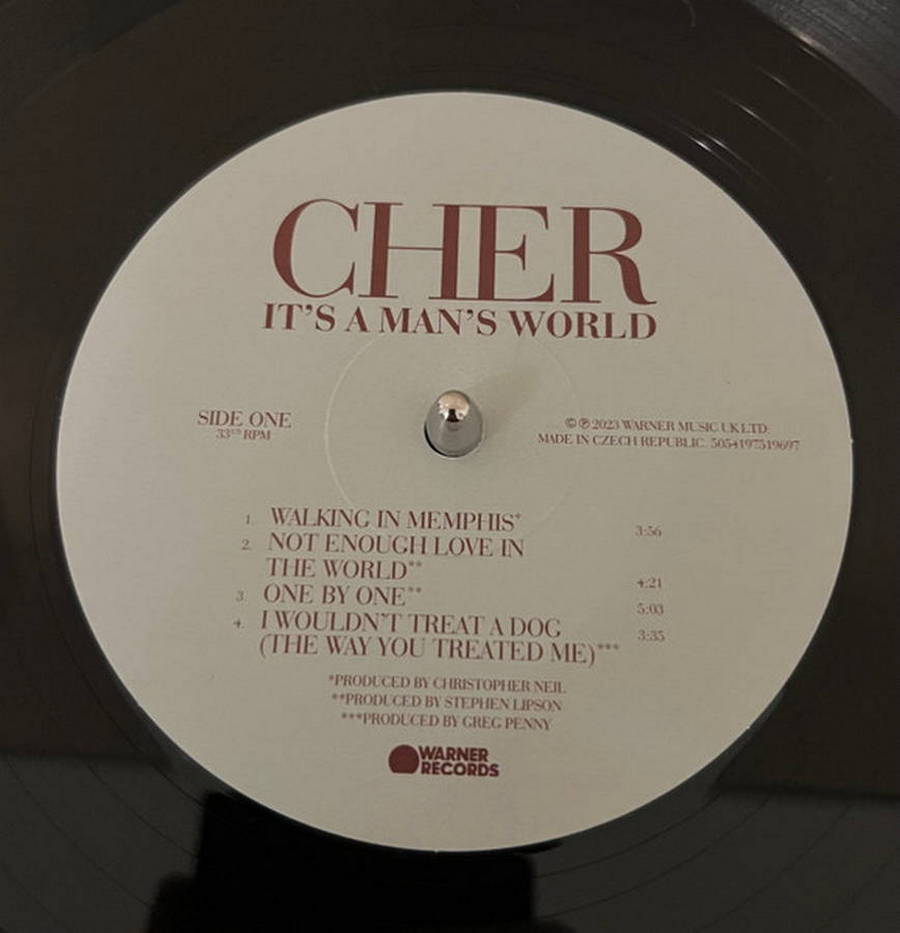 CHER
IT'S A MAN'S WORLD
SIDE ONE
33 1/3 RPM
© ℗ 2023 WARNER MUSIC UK LTD.
MADE IN CZECH REPUBLIC. 5054197519697
1. WALKING IN MEMPHIS* 3:56
2. NOT ENOUGH LOVE IN
THE WORLD** 4:21
3. ONE BY ONE** 5:03
4. I WOULDN'T TREAT A DOG 3:35
(THE WAY YOU TREATED ME)***
*PRODUCED BY CHRISTOPHER NEIL
**PRODUCED BY STEPHEN LIPSON
***PRODUCED BY GREG PENNY
WARNER
RECORDS